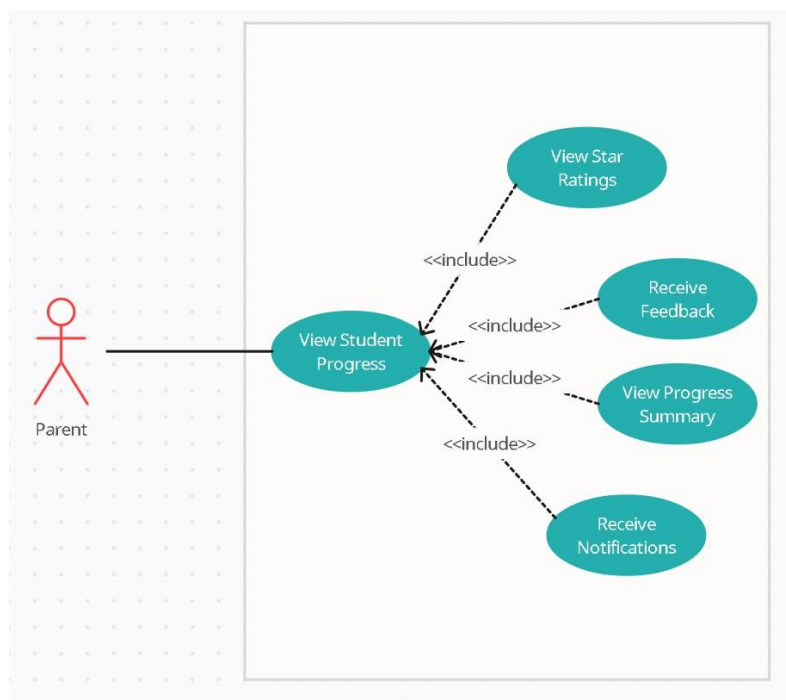 View Star
Ratings
<<include>>
Receive
Feedback
<<include>>
View Student
Progress
<<include>>
View Progress
Summary
Parent
<<include>>
Receive
Notifications